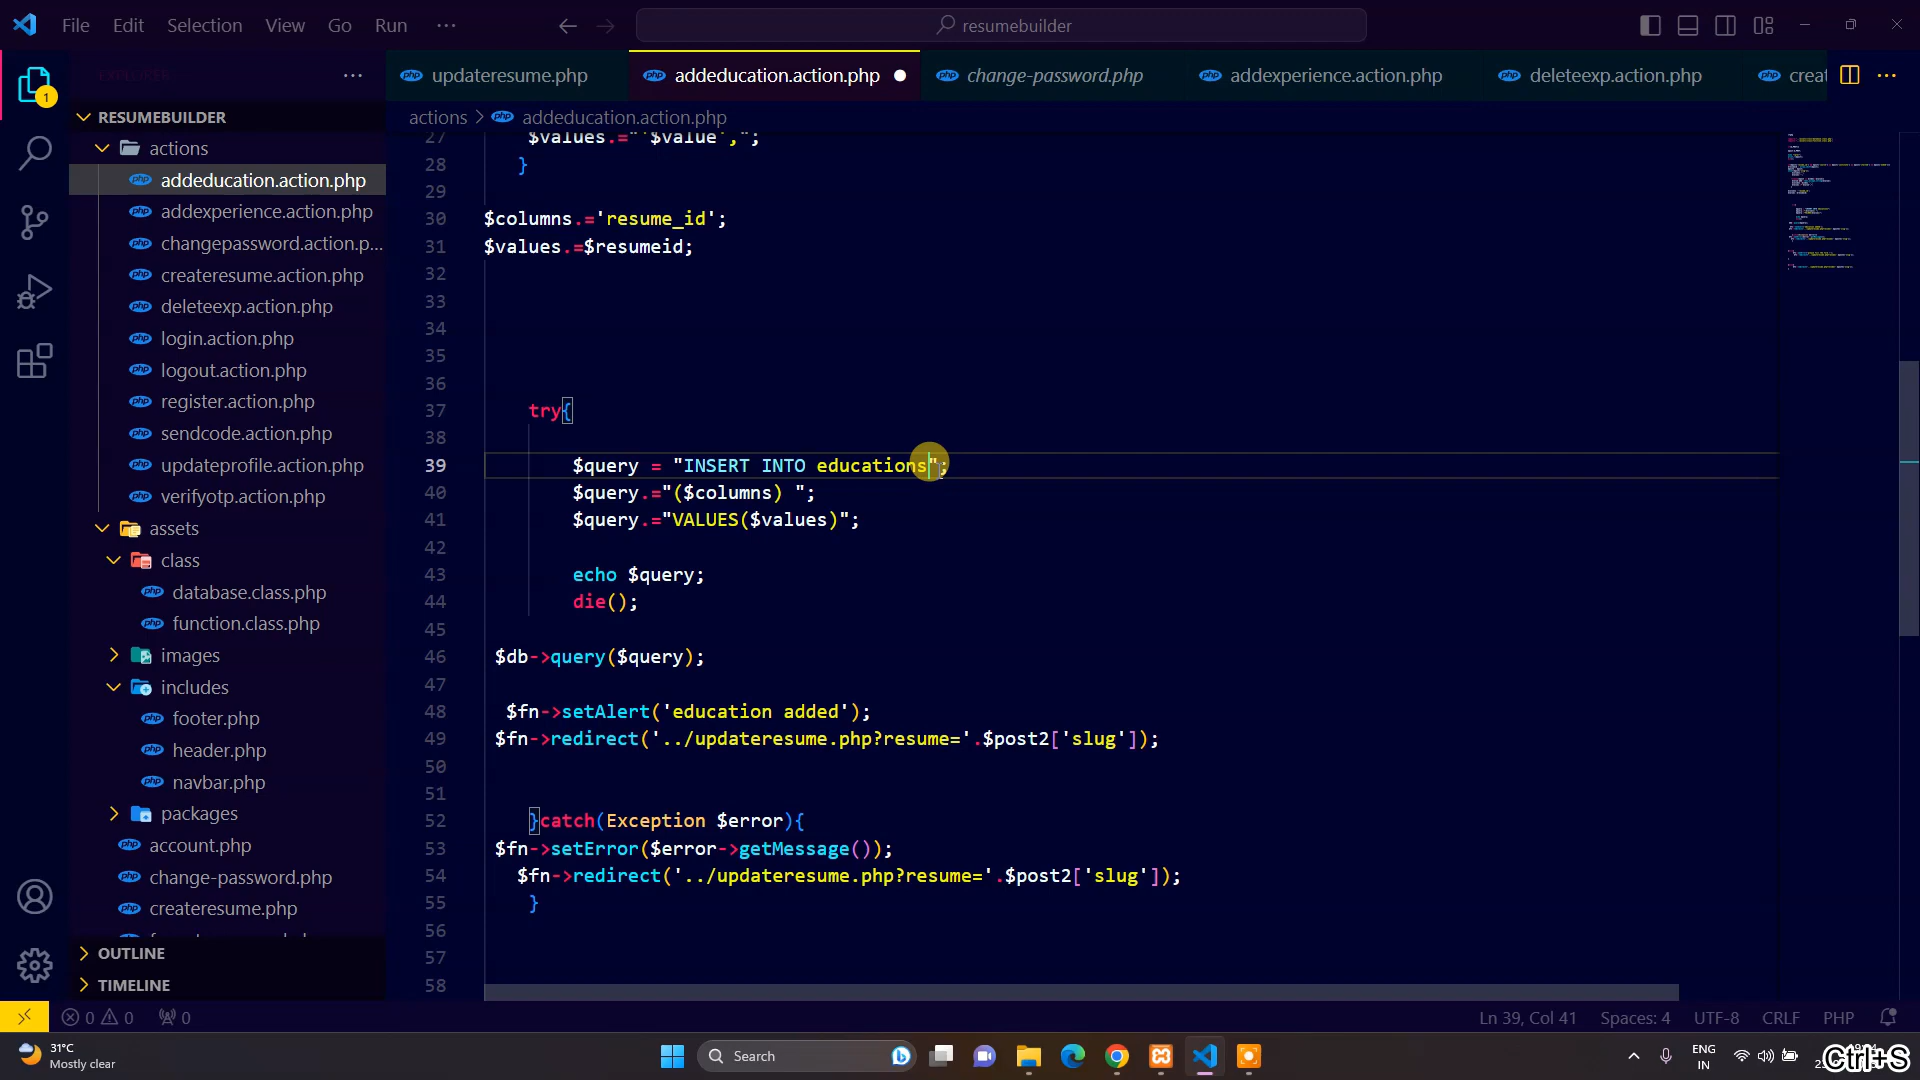 File Edit Selection View Go Run ··· resumebuilder
EXPLORER ···
updateresume.php addeducation.action.php change-password.php addexperience.action.php deleteexp.action.php creat
RESUMEBUILDER
actions > addeducation.action.php
actions
addeducation.action.php
addexperience.action.php
changepassword.action.p...
createresume.action.php
deleteexp.action.php
login.action.php
logout.action.php
register.action.php
sendcode.action.php
updateprofile.action.php
verifyotp.action.php
assets
class
database.class.php
function.class.php
images
includes
footer.php
header.php
navbar.php
packages
account.php
change-password.php
createresume.php
OUTLINE
TIMELINE
27 $values.="'$value',";
28 }
29
30 $columns.='resume_id';
31 $values.=$resumeid;
32
33
34
35
36
37 try{
38
39 $query = "INSERT INTO educations";
40 $query.="($columns) ";
41 $query.="VALUES($values)";
42
43 echo $query;
44 die();
45
46 $db->query($query);
47
48 $fn->setAlert('education added');
49 $fn->redirect('../updateresume.php?resume='.$post2['slug']);
50
51
52 }catch(Exception $error){
53 $fn->setError($error->getMessage());
54 $fn->redirect('../updateresume.php?resume='.$post2['slug']);
55 }
56
57
58
0 0 0 Ln 39, Col 41 Spaces: 4 UTF-8 CRLF PHP
31°C
Mostly clear
Search
ENG
IN
Ctrl+S